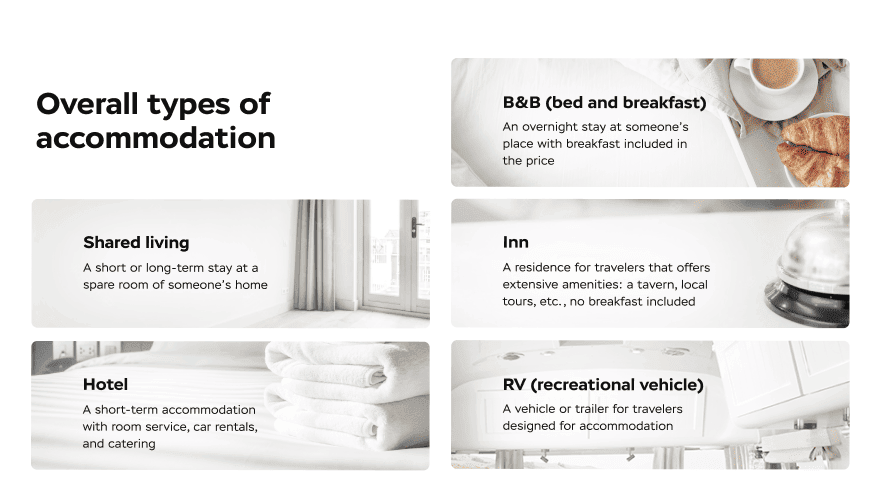 Overall types of
accommodation
B&B (bed and breakfast)
An overnight stay at someone's
place with breakfast included in
the price
Shared living
A short or long-term stay at a
spare room of someone's home
Inn
A residence for travelers that offers
extensive amenities: a tavern, local
tours, etc., no breakfast included
Hotel
A short-term accommodation
with room service, car rentals,
and catering
RV (recreational vehicle)
A vehicle or trailer for travelers
designed for accommodation